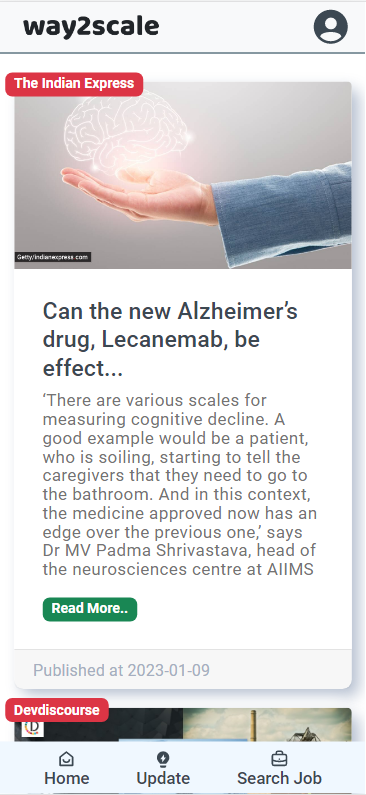 way2scale
The Indian Express
Getty/indianexpress.com
Can the new Alzheimer’s
drug, Lecanemab, be
effect...
‘There are various scales for
measuring cognitive decline. A
good example would be a patient,
who is soiling, starting to tell the
caregivers that they need to go to
the bathroom. And in this context,
the medicine approved now has an
edge over the previous one,’ says
Dr MV Padma Shrivastava, head of
the neurosciences centre at AIIMS
Read More..
Published at 2023-01-09
Devdiscourse
Home
Update
Search Job